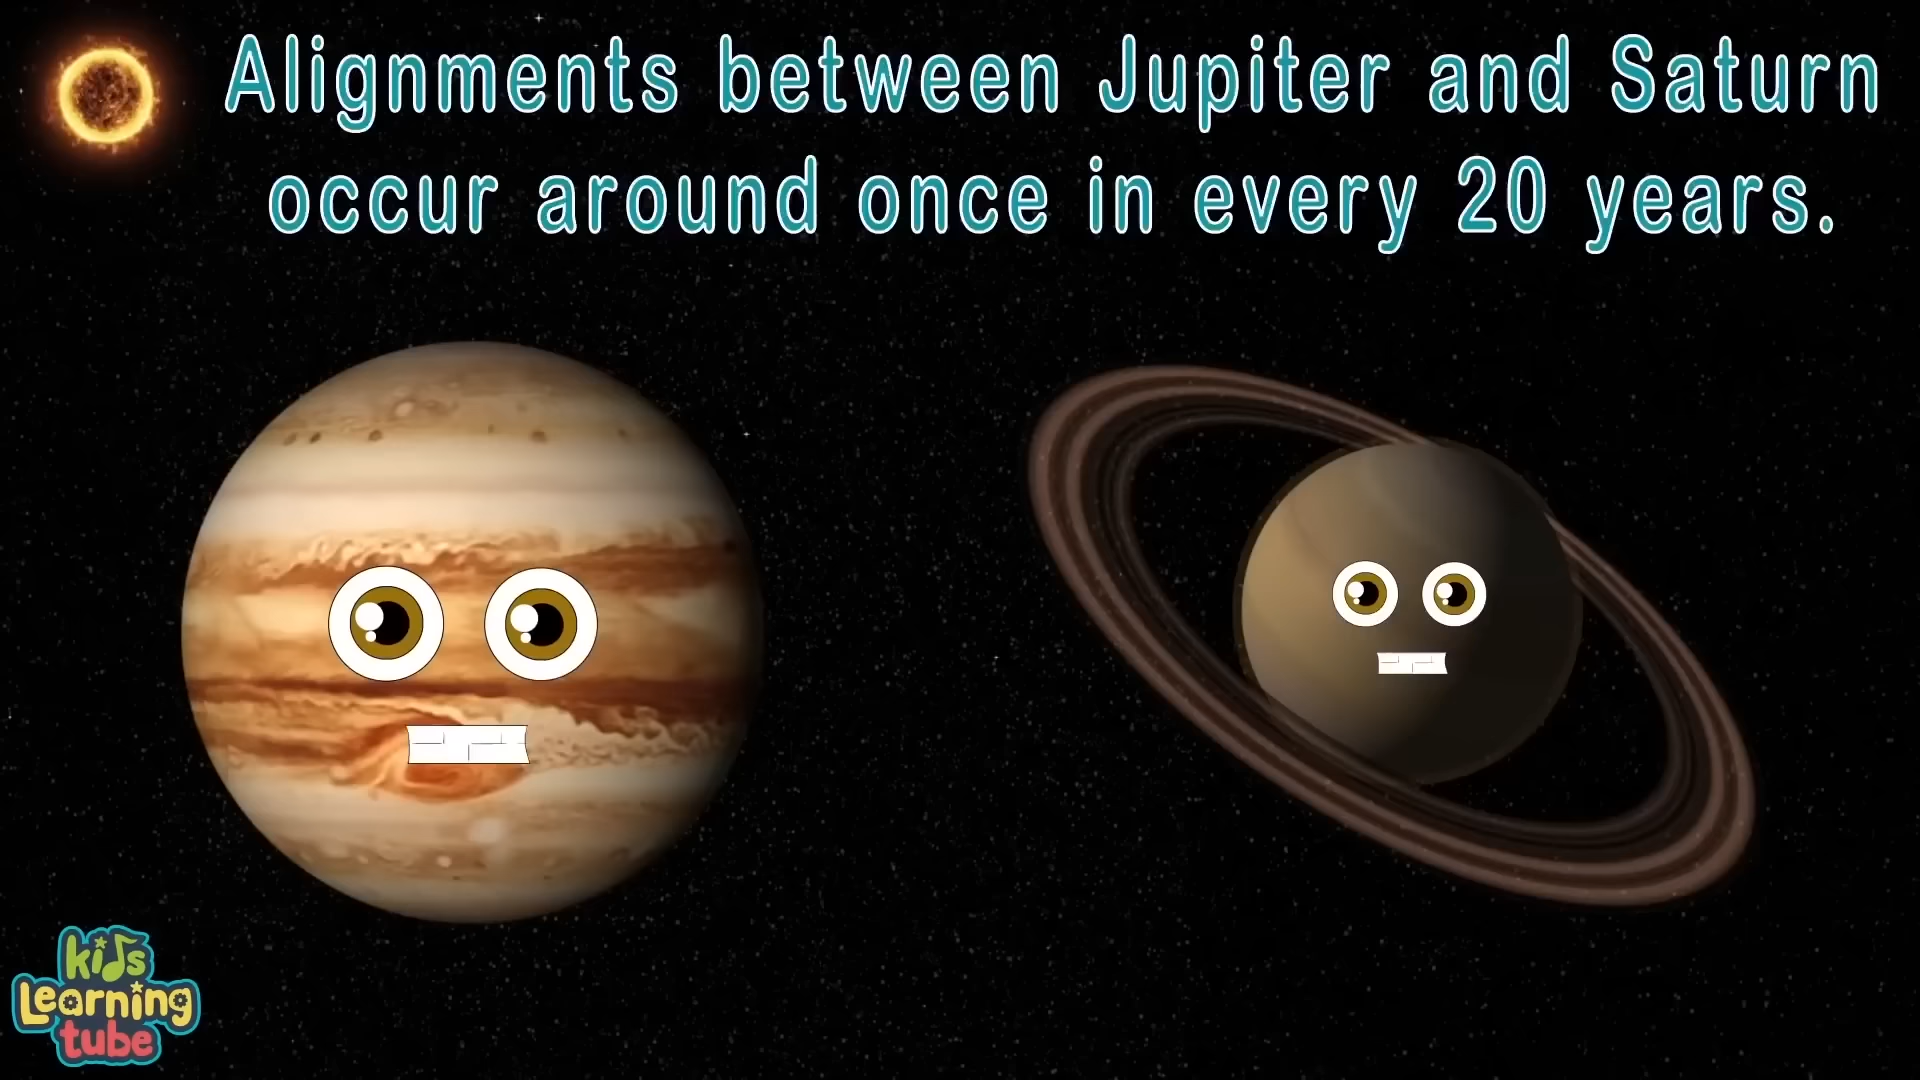 Alignments between Jupiter and Saturn
occur around once in every 20 years.
kids
Learning
tube